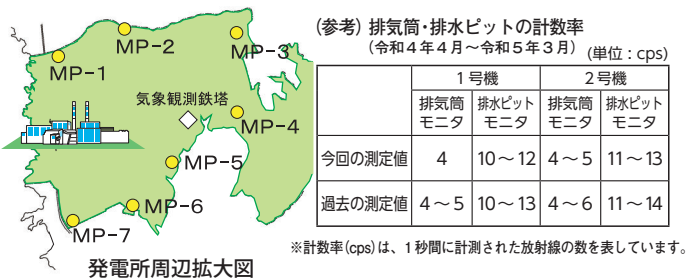 MP-1
MP-2
MP-3
気象観測鉄塔
MP-4
MP-5
MP-6
MP-7
発電所周辺拡大図
(参考) 排気筒・排水ピットの計数率
(令和4年4月～令和5年3月)
(単位:cps)
1号機 2号機
排気筒モニタ 排水ピットモニタ 排気筒モニタ 排水ピットモニタ
今回の測定値 4 10～12 4～5 11～13
過去の測定値 4～5 10～13 4～6 11～14
※計数率(cps)は、1秒間に計測された放射線の数を表しています。